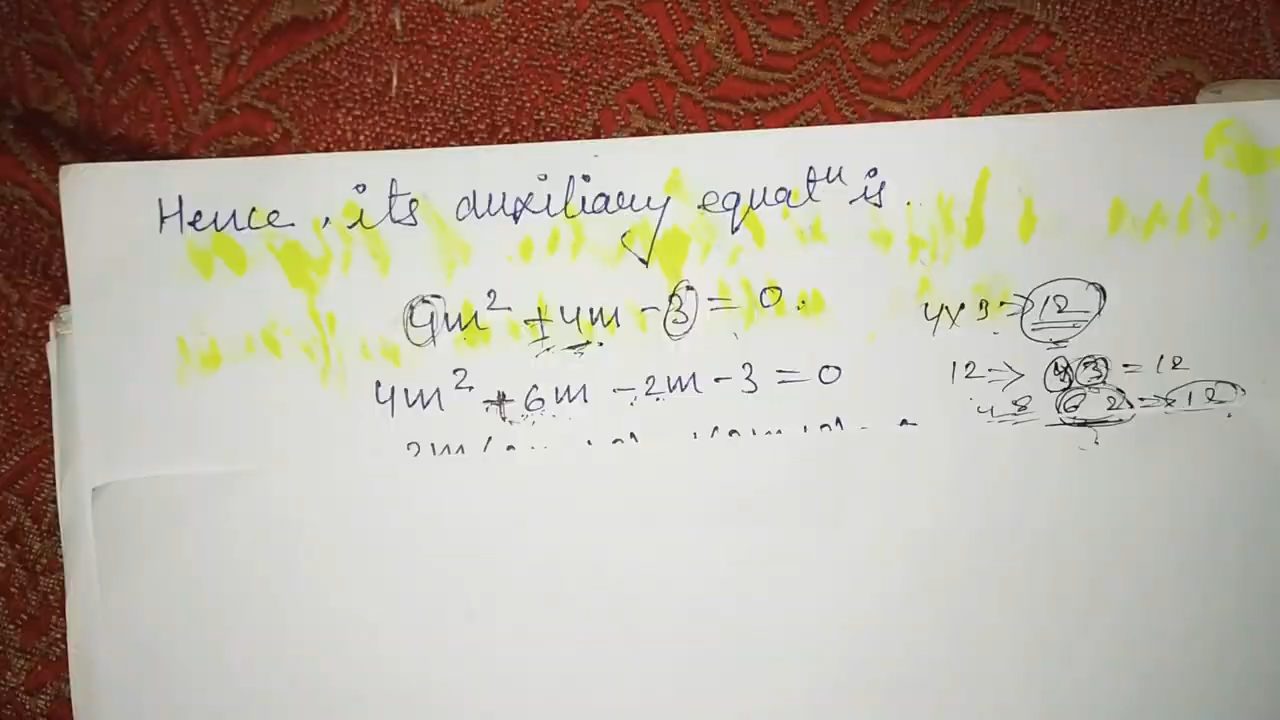 Hence, its auxiliary equatⁿ is.
4m² + 4m - 3 = 0.
4m² + 6m - 2m - 3 = 0
4 x 3 => 12
12 => 4 3 = 12
6 2 => 12